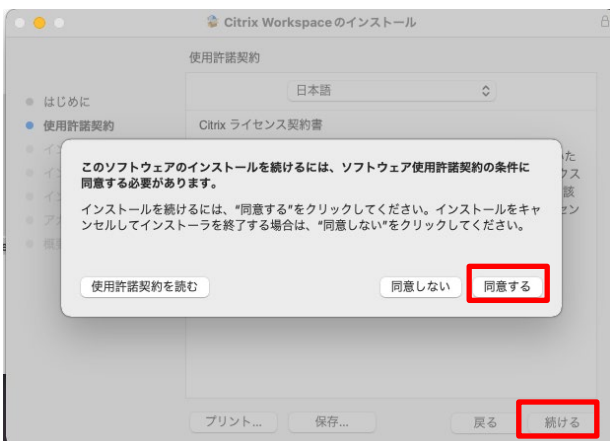 Citrix Workspaceのインストール
使用許諾契約
日本語
はじめに
使用許諾契約
Citrix ライセンス契約書
このソフトウェアのインストールを続けるには、ソフトウェア使用許諾契約の条件に
同意する必要があります。
インストールを続けるには、“同意する”をクリックしてください。インストールをキャ
ンセルしてインストーラを終了する場合は、“同意しない”をクリックしてください。
使用許諾契約を読む
同意しない
同意する
プリント...
保存...
戻る
続ける